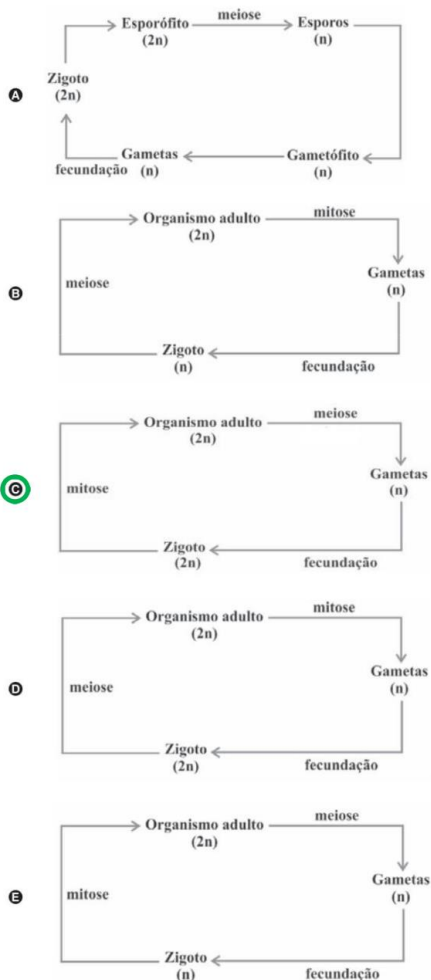 meiose
Esporófito Esporos
(2n) (n)
Zigoto
A (2n)
Gametas Gametófito
fecundação (n) (n)
Organismo adulto mitose
(2n)
Gametas
meiose (n)
B
Zigoto
(n) fecundação
Organismo adulto meiose
(2n)
Gametas
C mitose (n)
Zigoto
(2n) fecundação
Organismo adulto mitose
(2n)
Gametas
D meiose (n)
Zigoto
(2n) fecundação
Organismo adulto meiose
(2n)
Gametas
E mitose (n)
Zigoto
(n) fecundação